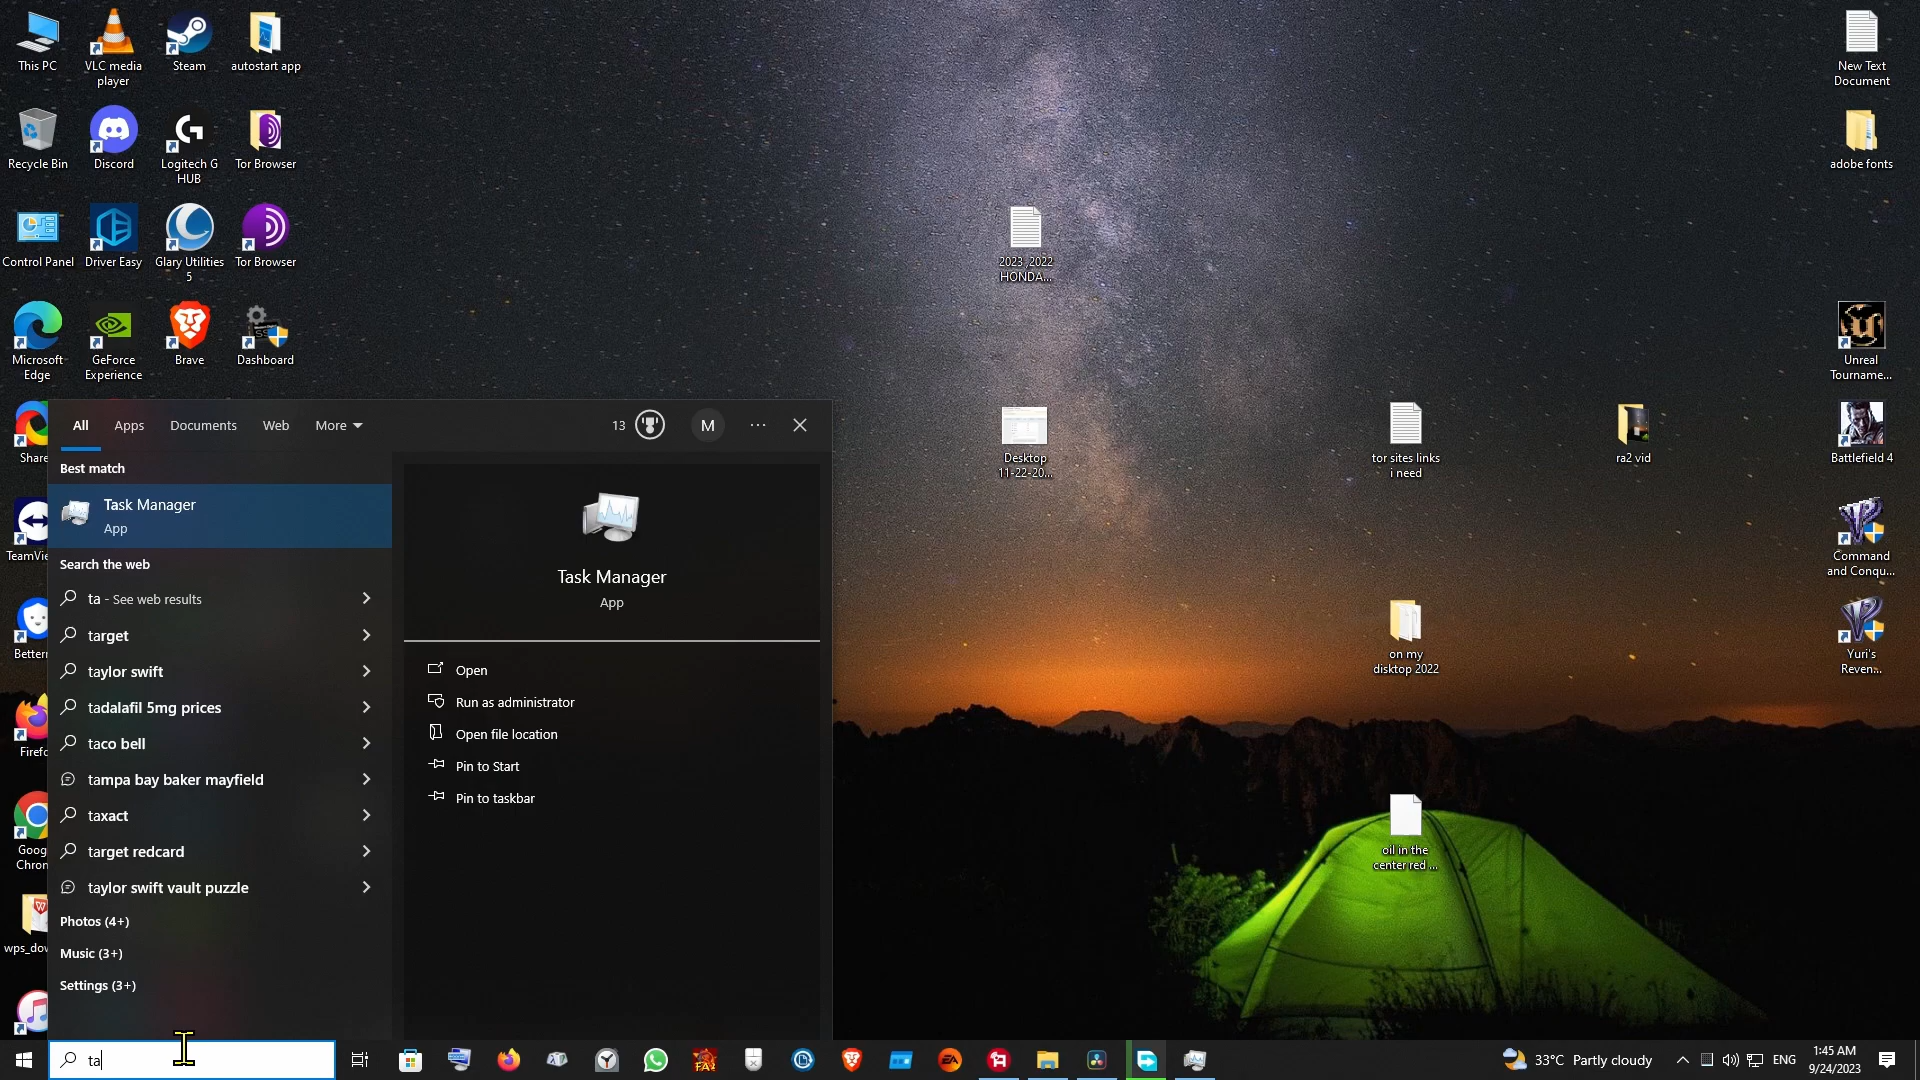 This PC
VLC media
player
Steam
autostart app
Recycle Bin
Discord
Logitech G
HUB
Tor Browser
Control Panel
Driver Easy
Glary Utilities
5
Tor Browser
Microsoft
Edge
GeForce
Experience
Brave
Dashboard
Share
TeamVie
Bettern
Firefo
Goog
Chron
wps_dow
All
Apps
Documents
Web
More
13
M
Best match
Task Manager
App
Search the web
ta - See web results
target
taylor swift
tadalafil 5mg prices
taco bell
tampa bay baker mayfield
taxact
target redcard
taylor swift vault puzzle
Photos (4+)
Music (3+)
Settings (3+)
Task Manager
App
Open
Run as administrator
Open file location
Pin to Start
Pin to taskbar
2023 ,2022
HONDA...
Desktop
11-22-20...
tor sites links
i need
ra2 vid
on my
disktop 2022
oil in the
center red ...
New Text
Document
adobe fonts
Unreal
Tourname...
Battlefield 4
Command
and Conqu...
Yuri's
Reven...
ta
33°C Partly cloudy
ENG
1:45 AM
9/24/2023